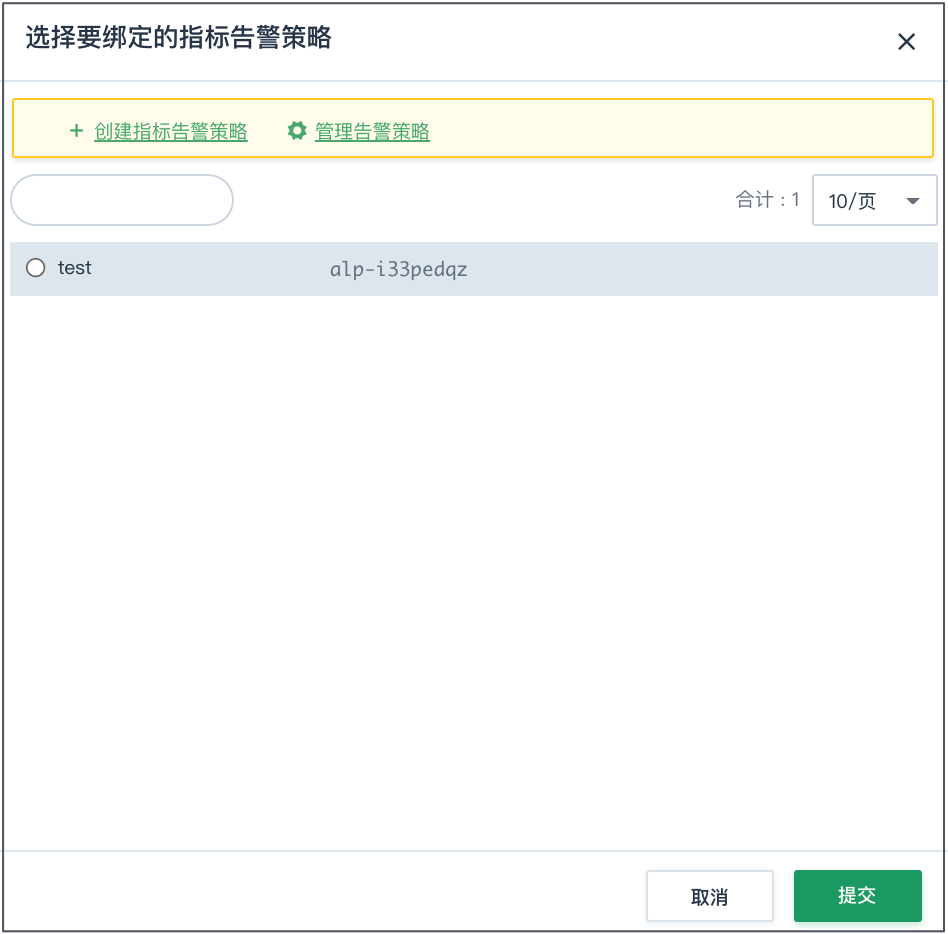 选择要绑定的指标告警策略
+ 创建指标告警策略 管理告警策略
合计：1 10/页
test alp-i33pedqz
取消 提交